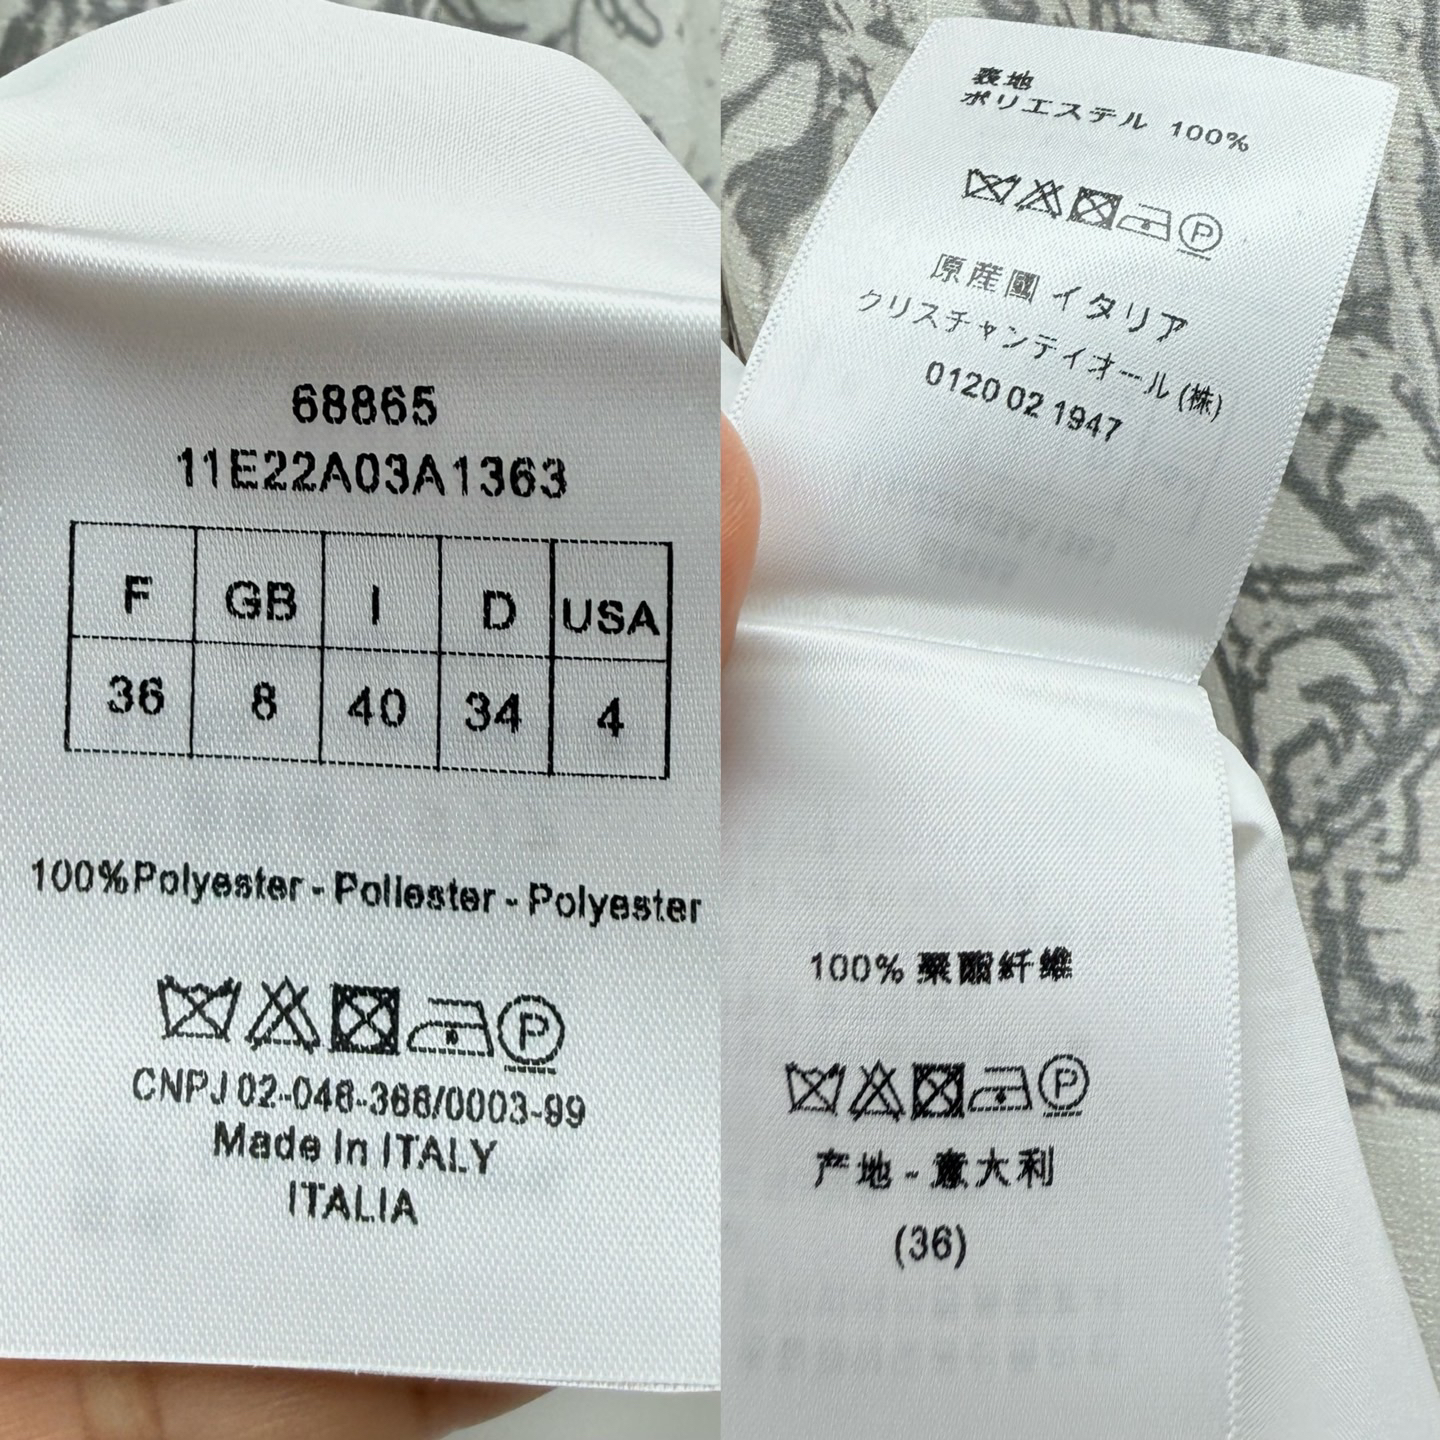 68865
11E22A03A1363
F GB I D USA
36 8 40 34 4
100%Polyester - Poliester - Polyester
P
CNPJ 02-046-366/0003-99
Made in ITALY
ITALIA
表地
ポリエステル 100%
P
原産國 イタリア
クリスチャンディオール(株)
0120 02 1947
100% 聚酯纤维
P
产地 - 意大利
(36)